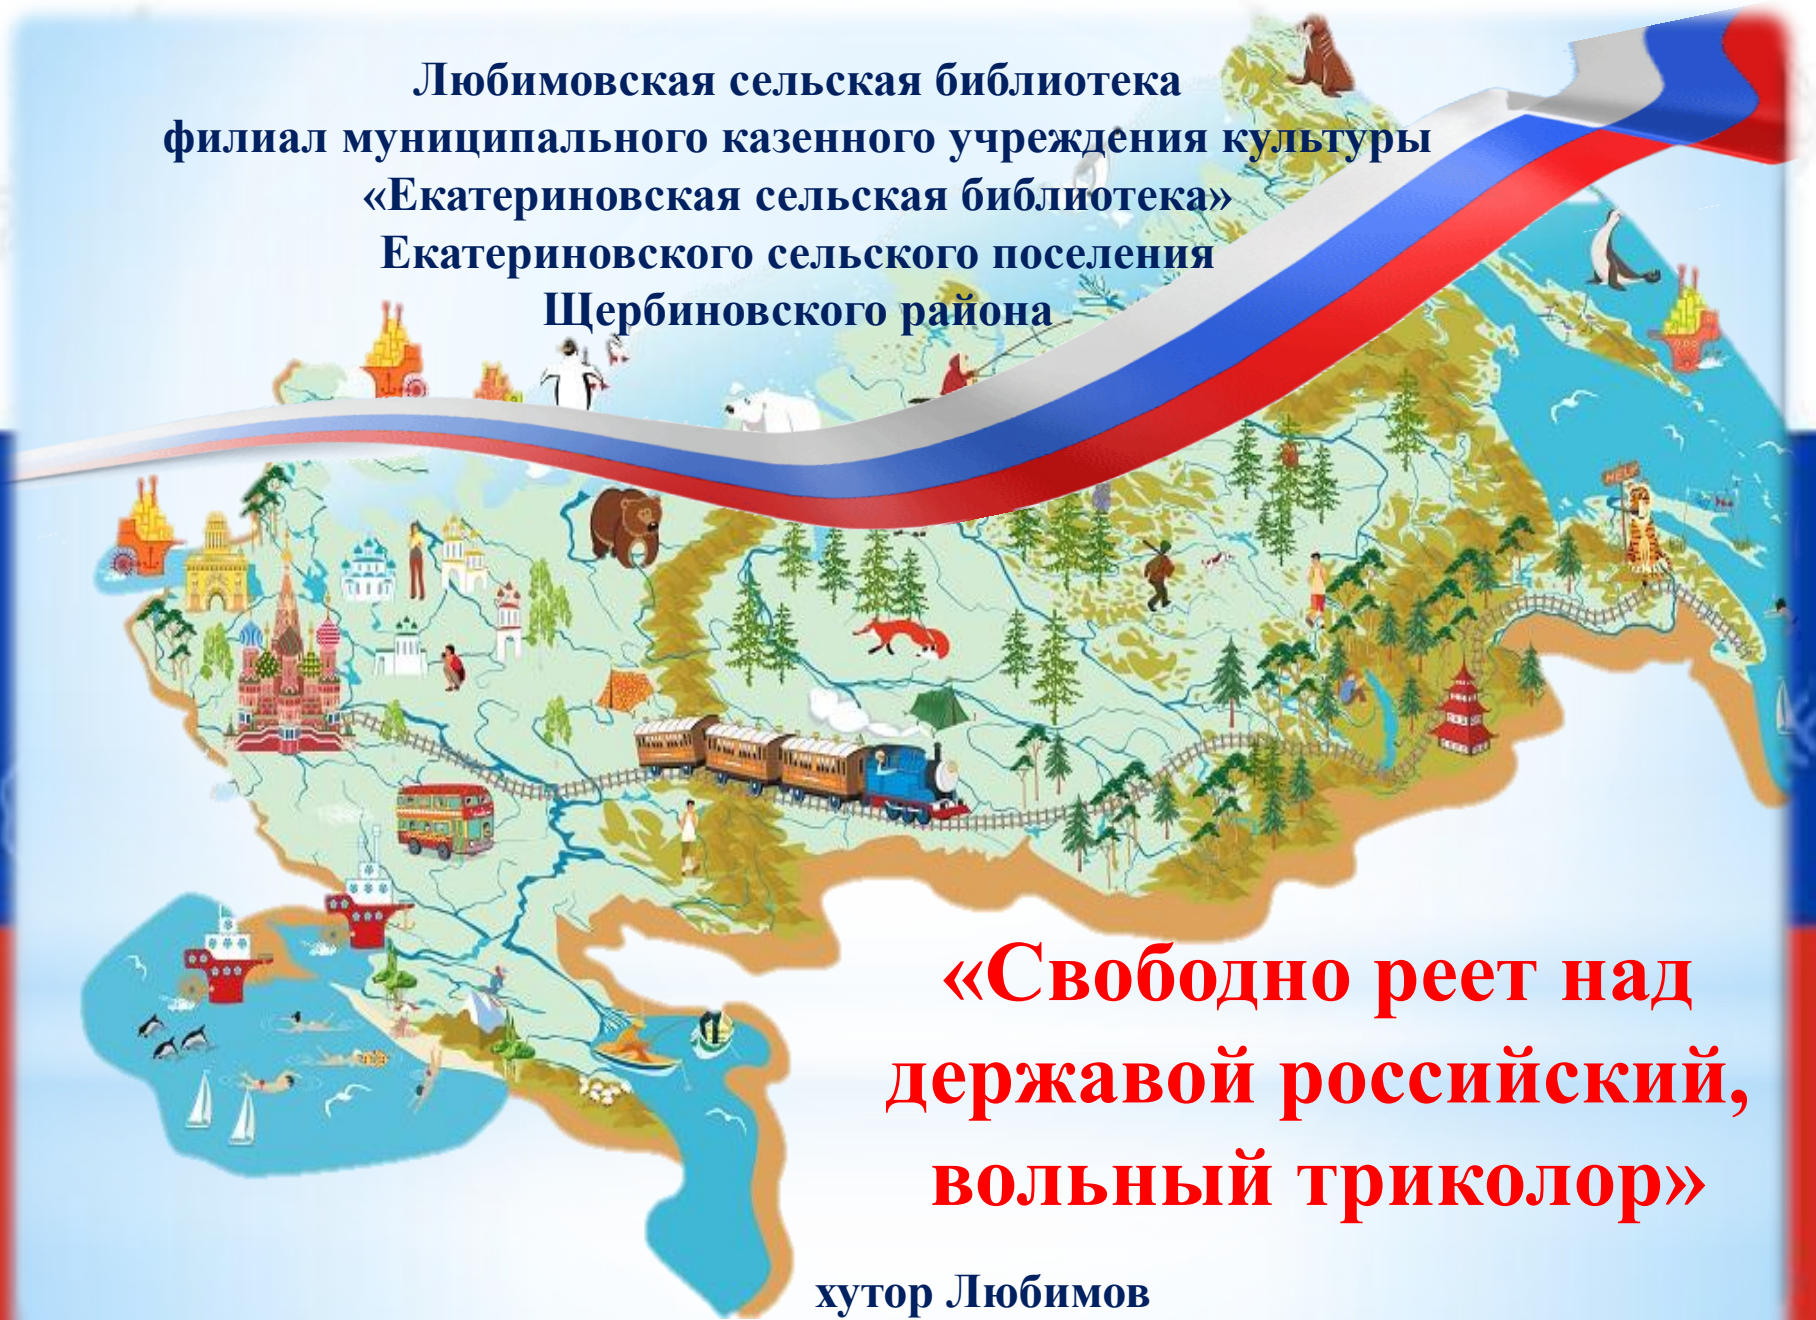 Любимовская сельская библиотека
филиал муниципального казенного учреждения культуры
«Екатериновская сельская библиотека»
Екатериновского сельского поселения
Щербиновского района
HELP
«Свободно реет над
державой российский,
вольный триколор»
хутор Любимов